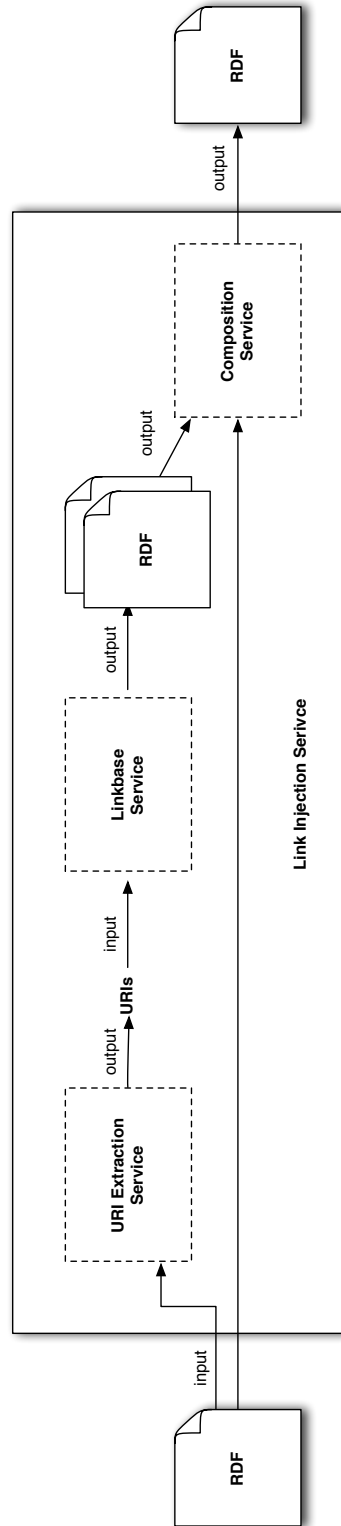 RDF
input
URI Extraction
Service
output
URIs
input
Linkbase
Service
output
RDF
output
Composition
Service
output
RDF
Link Injection Serivce